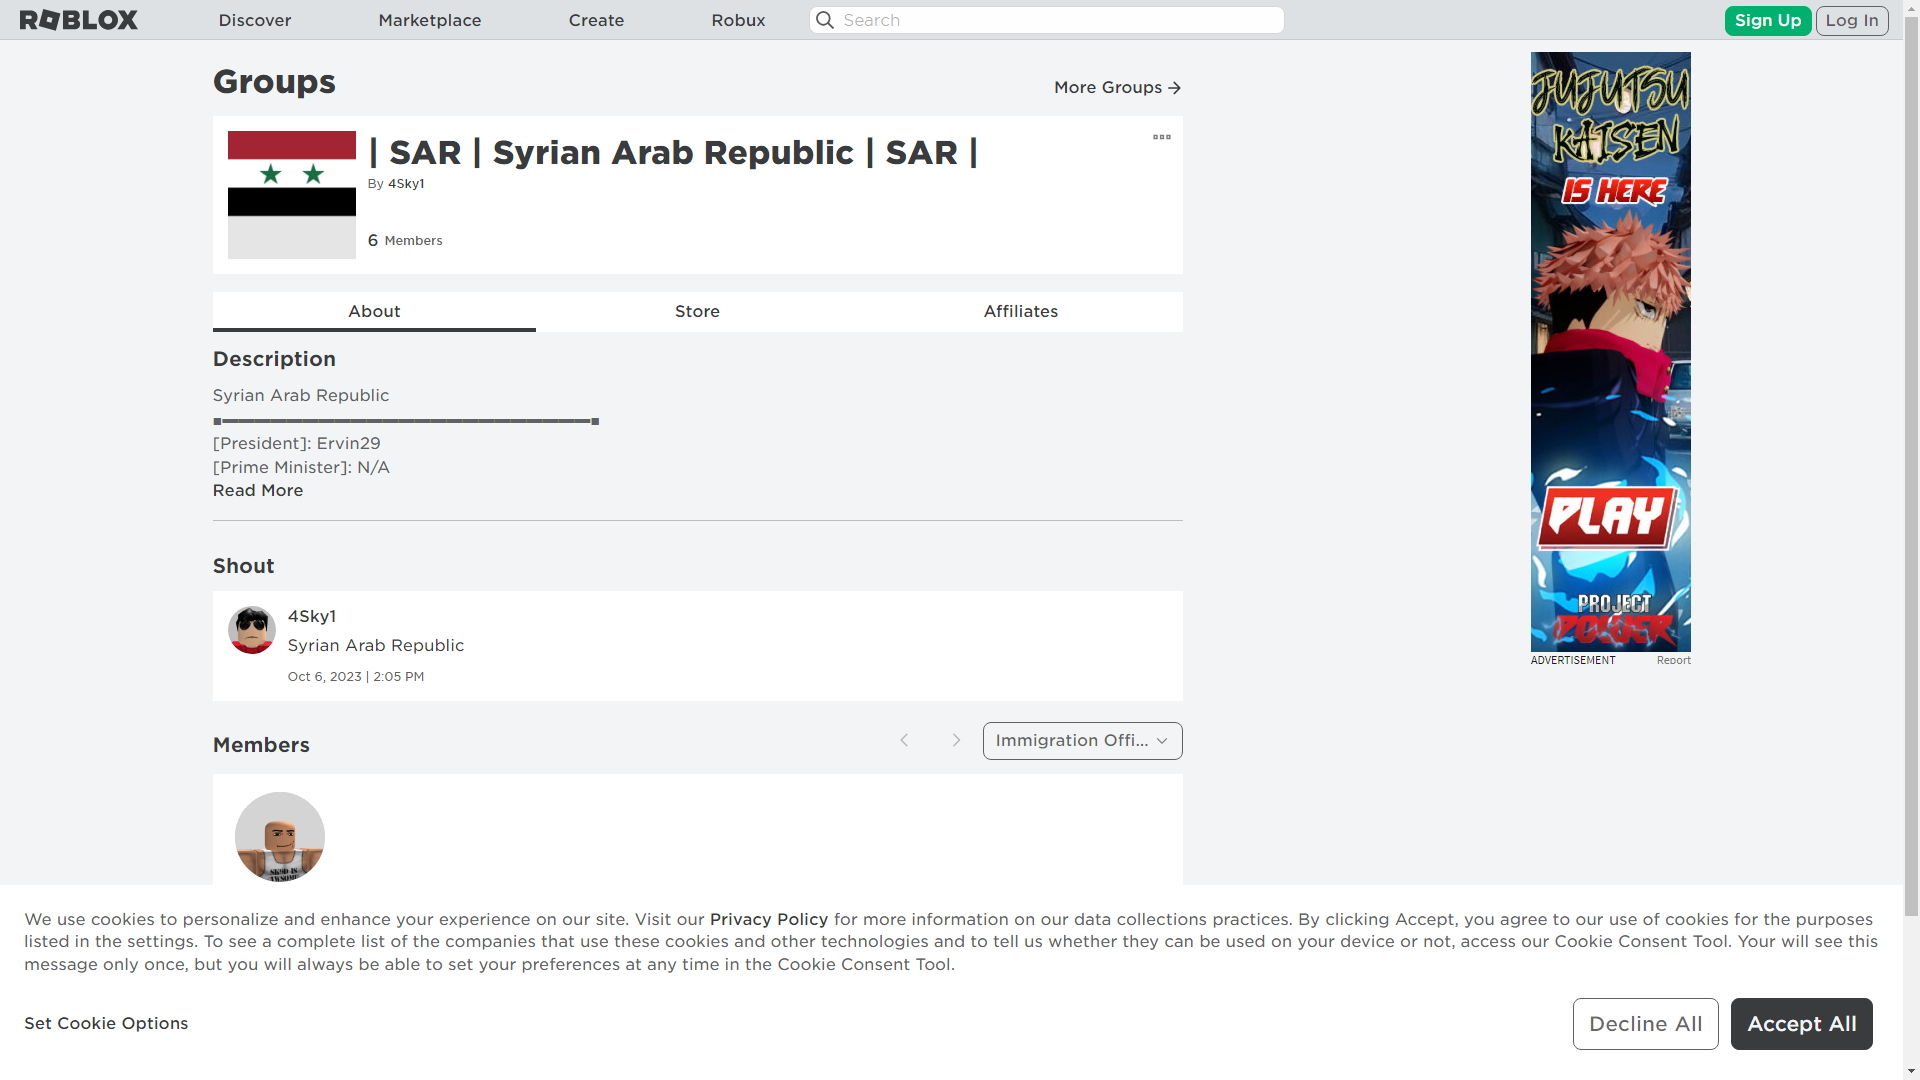 ROBLOX
Discover
Marketplace
Create
Robux
Search
Sign Up
Log In
Groups
More Groups
| SAR | Syrian Arab Republic | SAR |
By 4Sky1
6 Members
About
Store
Affiliates
Description
Syrian Arab Republic
[President]: Ervin29
[Prime Minister]: N/A
Read More
Shout
4Sky1
Syrian Arab Republic
Oct 6, 2023 | 2:05 PM
Members
Immigration Offi...
SK8D IS
AWSOME
JUJUTSU
KAISEN
IS HERE
PLAY
PROJECT
POWER
ADVERTISEMENT
Report
We use cookies to personalize and enhance your experience on our site. Visit our Privacy Policy for more information on our data collections practices. By clicking Accept, you agree to our use of cookies for the purposes
listed in the settings. To see a complete list of the companies that use these cookies and other technologies and to tell us whether they can be used on your device or not, access our Cookie Consent Tool. Your will see this
message only once, but you will always be able to set your preferences at any time in the Cookie Consent Tool.
Set Cookie Options
Decline All
Accept All